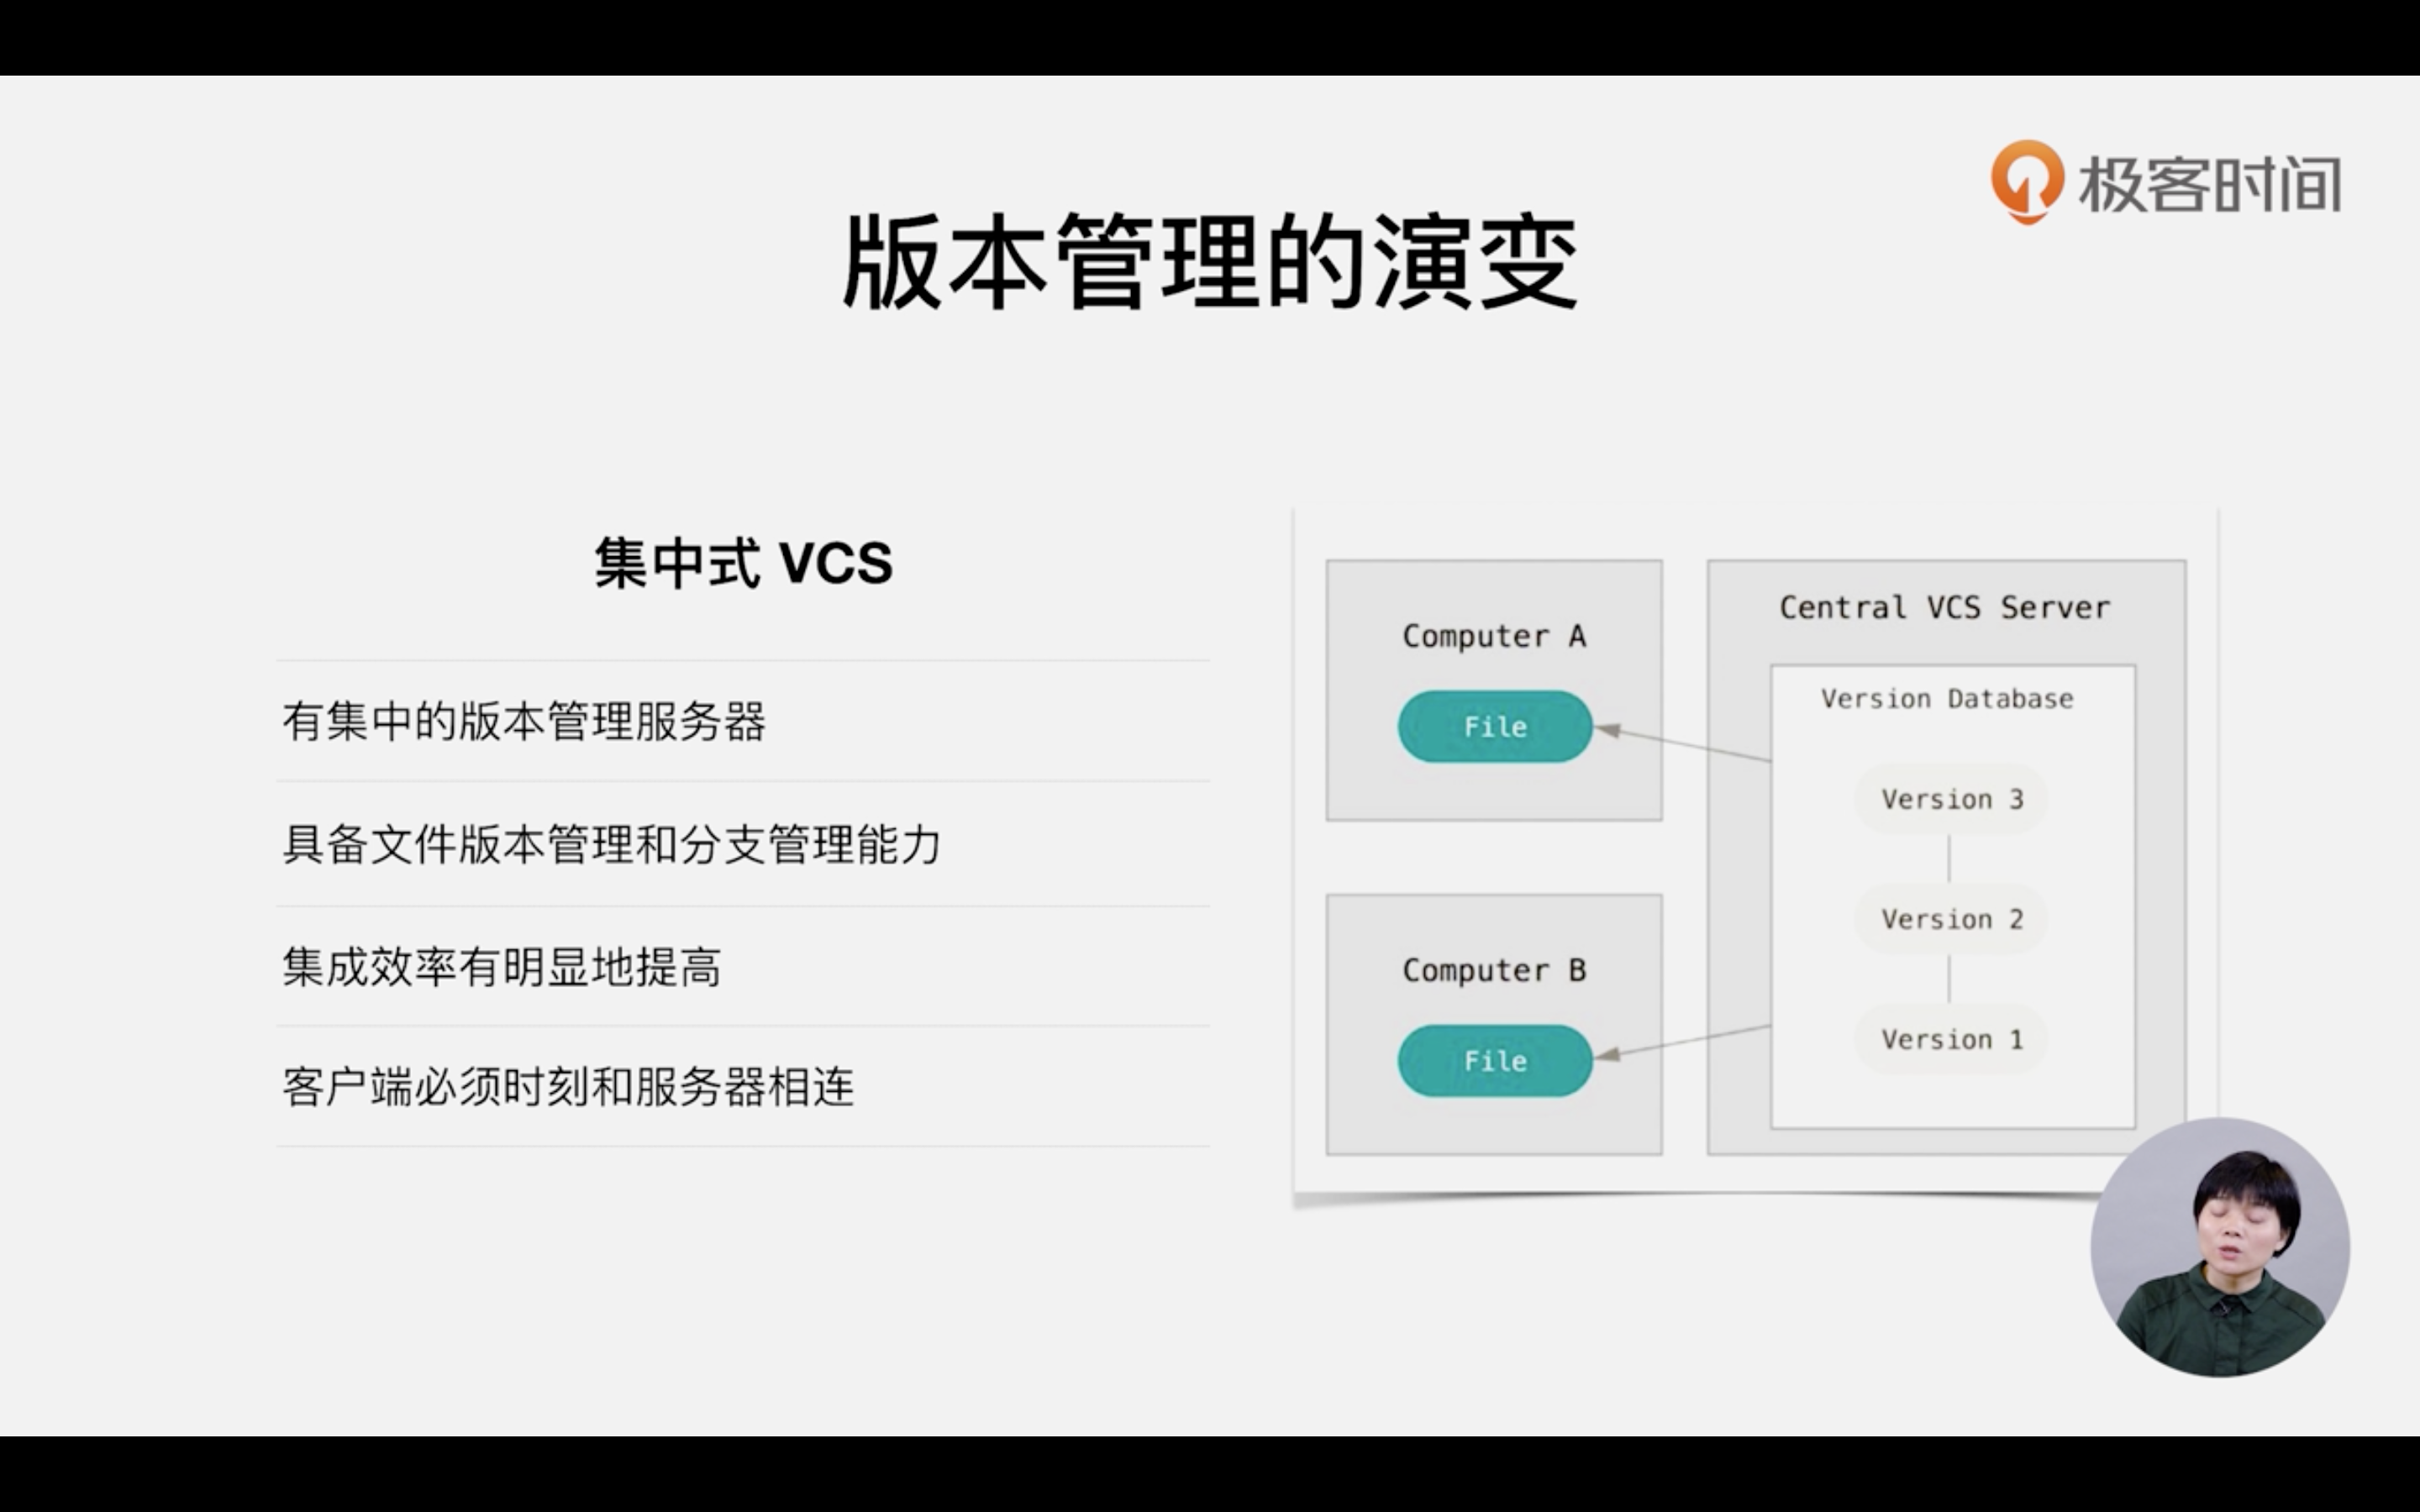 极客时间
版本管理的演变
集中式 VCS
有集中的版本管理服务器
具备文件版本管理和分支管理能力
集成效率有明显地提高
客户端必须时刻和服务器相连
Computer A
File
Computer B
File
Central VCS Server
Version Database
Version 3
Version 2
Version 1